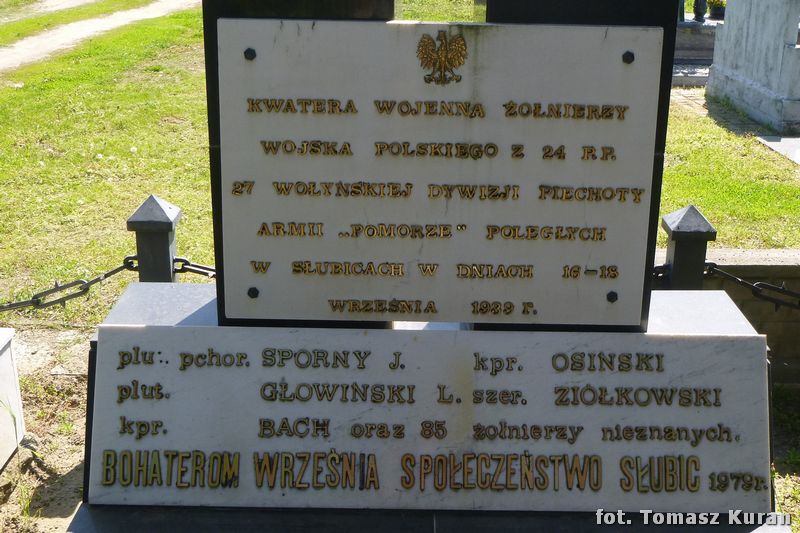 KWATERA WOJENNA ŻOŁNIERZY
WOJSKA POLSKIEGO Z 24 P.P.
27 WOŁYŃSKIEJ DYWIZJI PIECHOTY
ARMII „POMORZE" POLEGŁYCH
W SŁUBICACH W DNIACH 16-18
WRZEŚNIA 1939 r.
plu:. pchor. SPORNY J. kpr. OSIŃSKI
plut. GŁOWIŃSKI L. szer. ZIÓŁKOWSKI
kpr. BACH oraz 85 żołnierzy nieznanych.
BOHATEROM WRZEŚNIA SPOŁECZEŃSTWO SŁUBIC 1979r.
fot. Tomasz Kuran